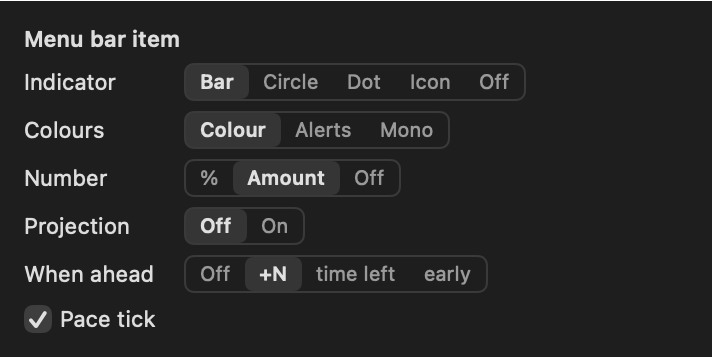 Menu bar item
Indicator Bar Circle Dot Icon Off
Colours Colour Alerts Mono
Number % Amount Off
Projection Off On
When ahead Off +N time left early
Pace tick